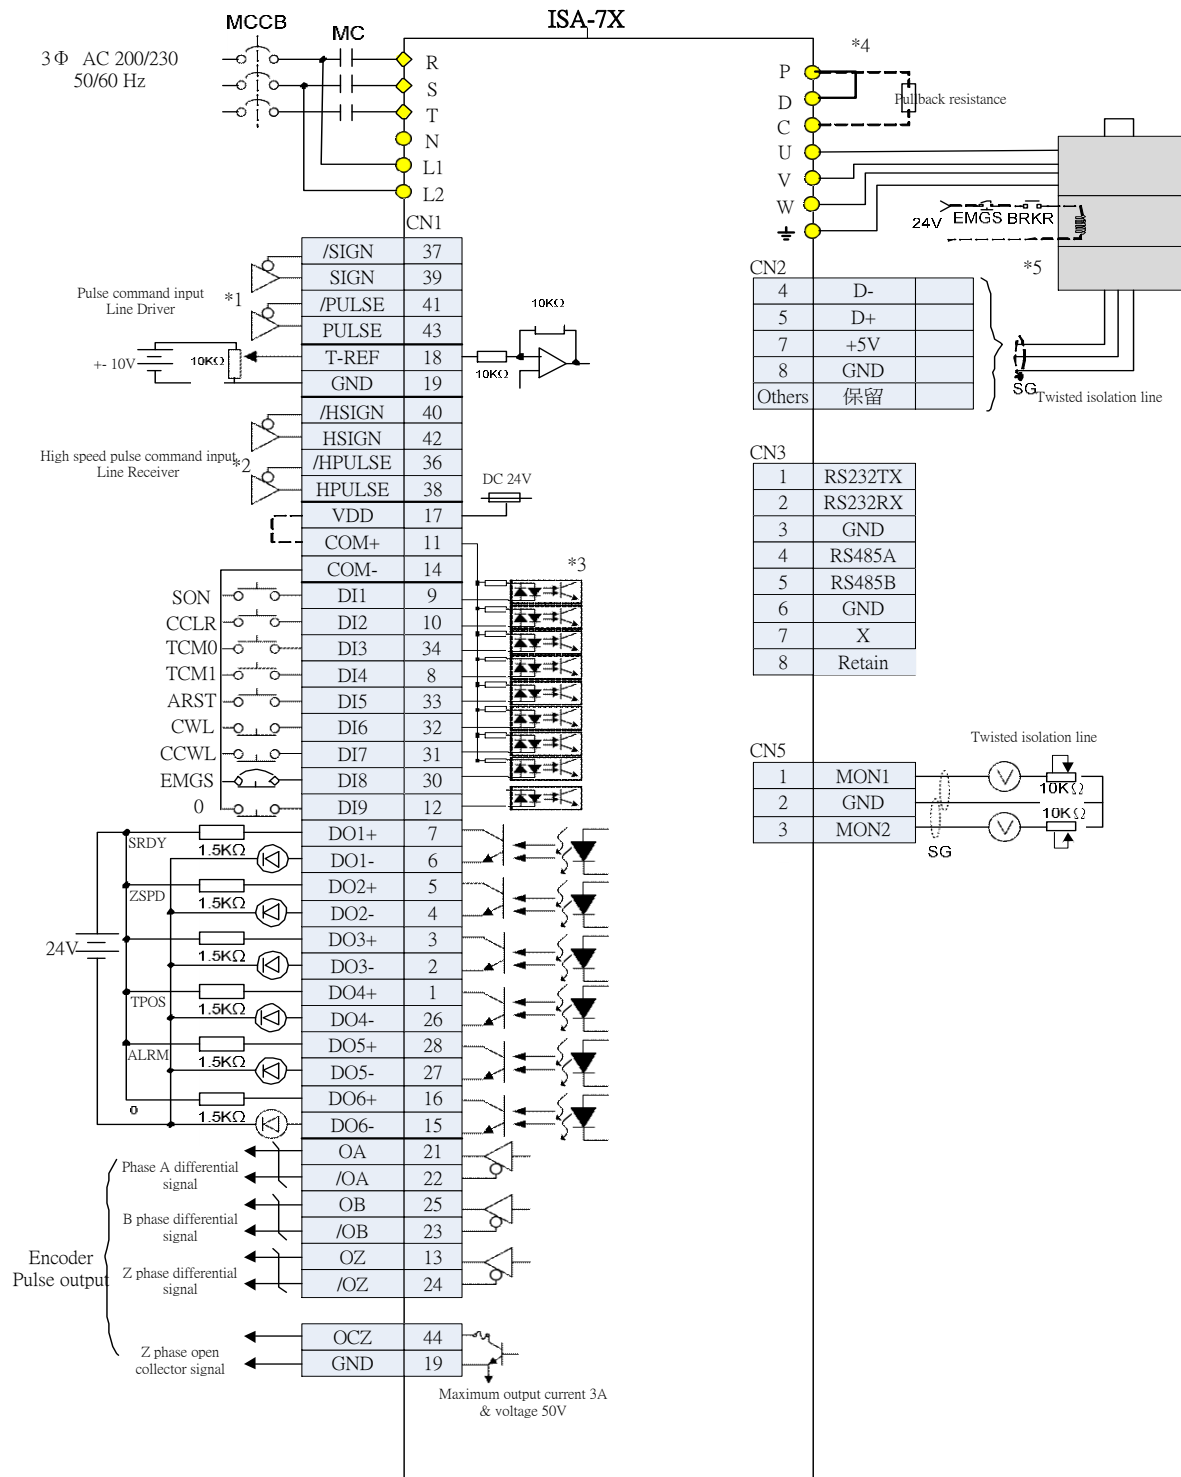 ISA-7X
MCCB
MC
3Φ AC 200/230
50/60 Hz
R
S
T
N
L1
L2
*4
P
D
C
U
V
W
Pullback resistance
24V
EMGS
BRKR
*5
CN1
/SIGN 37
SIGN 39
/PULSE 41
PULSE 43
T-REF 18
GND 19
/HSIGN 40
HSIGN 42
/HPULSE 36
HPULSE 38
VDD 17
COM+ 11
COM- 14
DI1 9
DI2 10
DI3 34
DI4 8
DI5 33
DI6 32
DI7 31
DI8 30
DI9 12
DO1+ 7
DO1- 6
DO2+ 5
DO2- 4
DO3+ 3
DO3- 2
DO4+ 1
DO4- 26
DO5+ 28
DO5- 27
DO6+ 16
DO6- 15
OA 21
/OA 22
OB 25
/OB 23
OZ 13
/OZ 24
OCZ 44
GND 19
Pulse command input
Line Driver
*1
+- 10V
10KΩ
10KΩ
10KΩ
High speed pulse command input
Line Receiver
*2
DC 24V
*3
SON
CCLR
TCM0
TCM1
ARST
CWL
CCWL
EMGS
0
SRDY
1.5KΩ
ZSPD
1.5KΩ
24V
1.5KΩ
TPOS
1.5KΩ
ALRM
1.5KΩ
0
1.5KΩ
Phase A differential
signal
B phase differential
signal
Encoder
Pulse output
Z phase differential
signal
Z phase open
collector signal
Maximum output current 3A
& voltage 50V
CN2
4 D-
5 D+
7 +5V
8 GND
Others 保留
SG
Twisted isolation line
CN3
1 RS232TX
2 RS232RX
3 GND
4 RS485A
5 RS485B
6 GND
7 X
8 Retain
CN5
1 MON1
2 GND
3 MON2
Twisted isolation line
V
10KΩ
10KΩ
V
SG